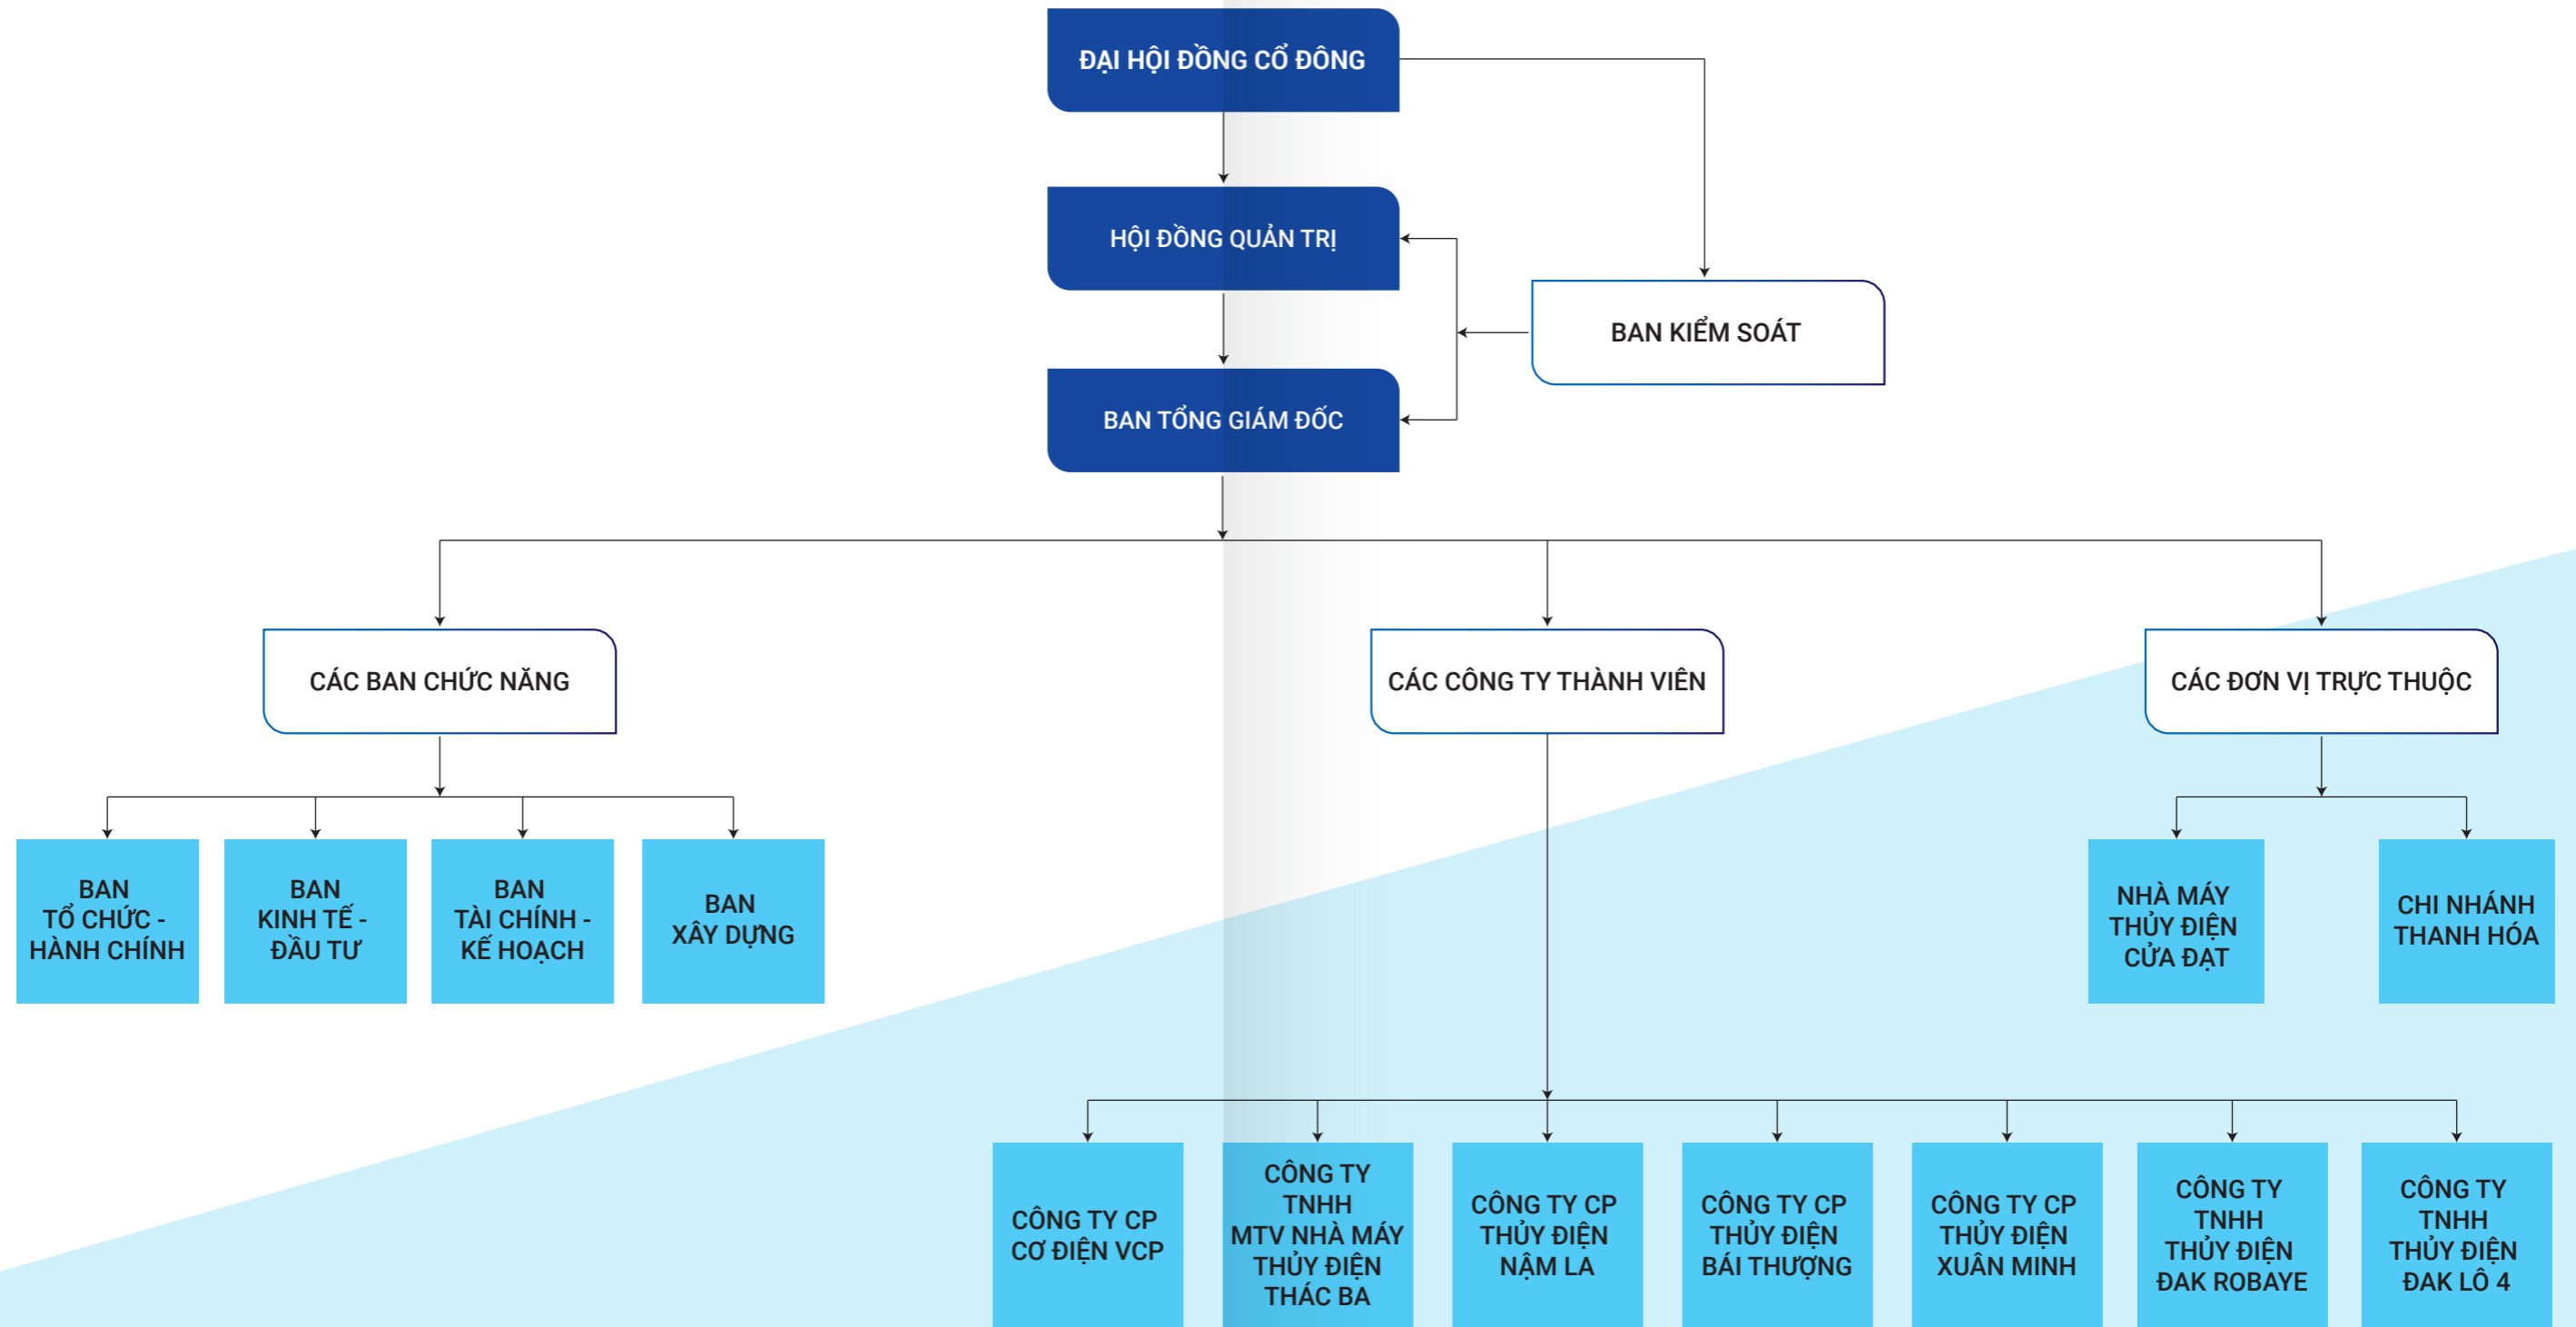 ĐẠI HỘI ĐỒNG CỔ ĐÔNG
HỘI ĐỒNG QUẢN TRỊ
BAN KIỂM SOÁT
BAN TỔNG GIÁM ĐỐC
CÁC BAN CHỨC NĂNG
CÁC CÔNG TY THÀNH VIÊN
CÁC ĐƠN VỊ TRỰC THUỘC
BAN
TỔ CHỨC -
HÀNH CHÍNH
BAN
KINH TẾ -
ĐẦU TƯ
BAN
TÀI CHÍNH -
KẾ HOẠCH
BAN
XÂY DỰNG
NHÀ MÁY
THỦY ĐIỆN
CỬA ĐẠT
CHI NHÁNH
THANH HÓA
CÔNG TY CP
CƠ ĐIỆN VCP
CÔNG TY
TNHH
MTV NHÀ MÁY
THỦY ĐIỆN
THÁC BA
CÔNG TY CP
THỦY ĐIỆN
NẬM LA
CÔNG TY CP
THỦY ĐIỆN
BÁI THƯỢNG
CÔNG TY CP
THỦY ĐIỆN
XUÂN MINH
CÔNG TY
TNHH
THỦY ĐIỆN
ĐAK ROBAYE
CÔNG TY
TNHH
THỦY ĐIỆN
ĐAK LÔ 4